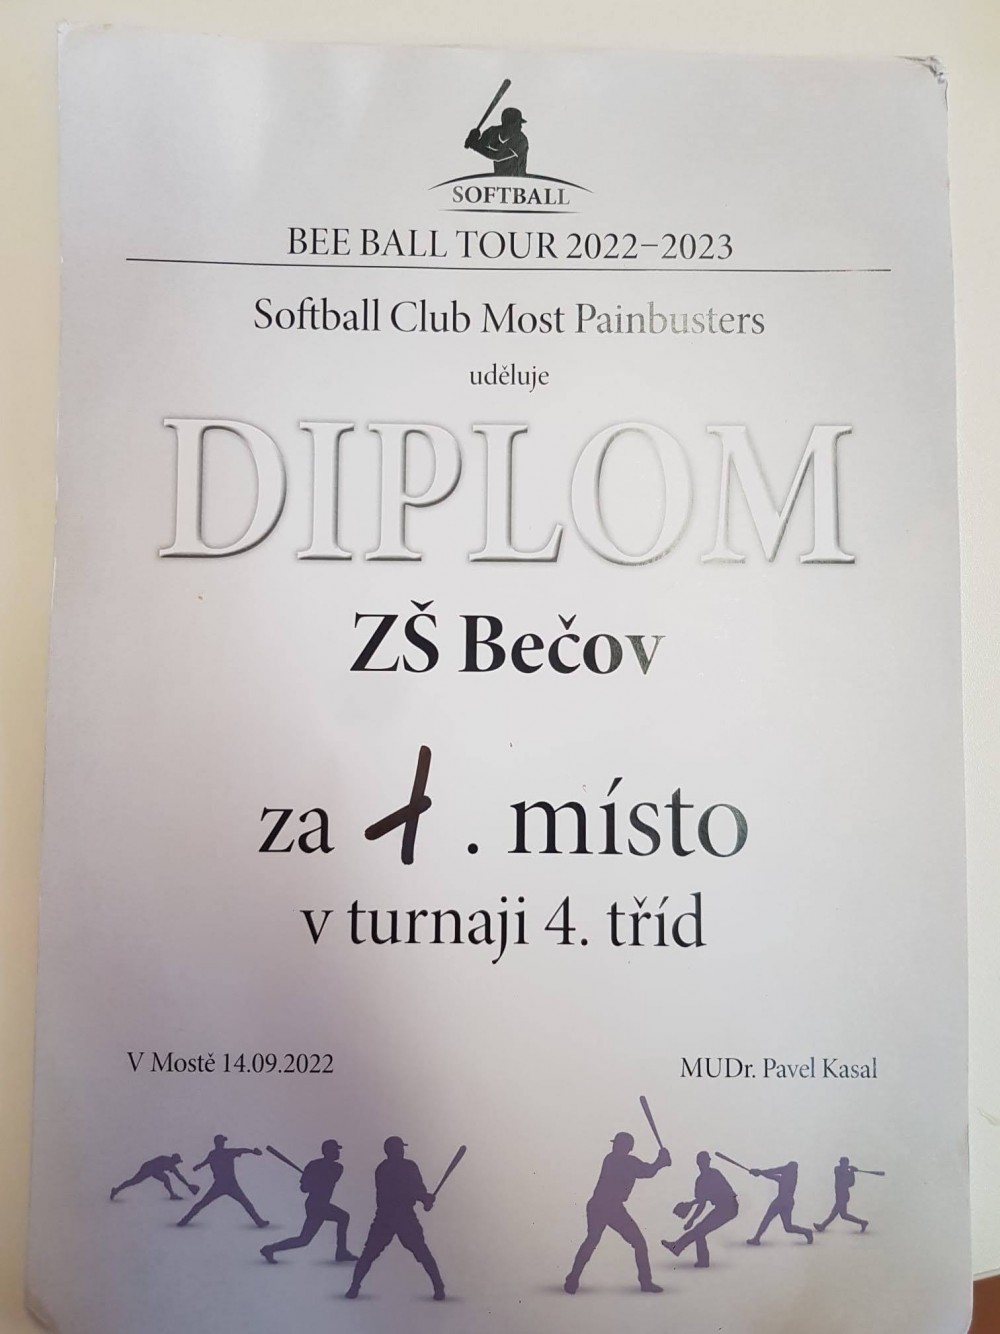 SOFTBALL
BEE BALL TOUR 2022–2023
Softball Club Most Painbusters
uděluje
DIPLOM
ZŠ Bečov
za 1. místo
v turnaji 4. tříd
V Mostě 14.09.2022
MUDr. Pavel Kasal